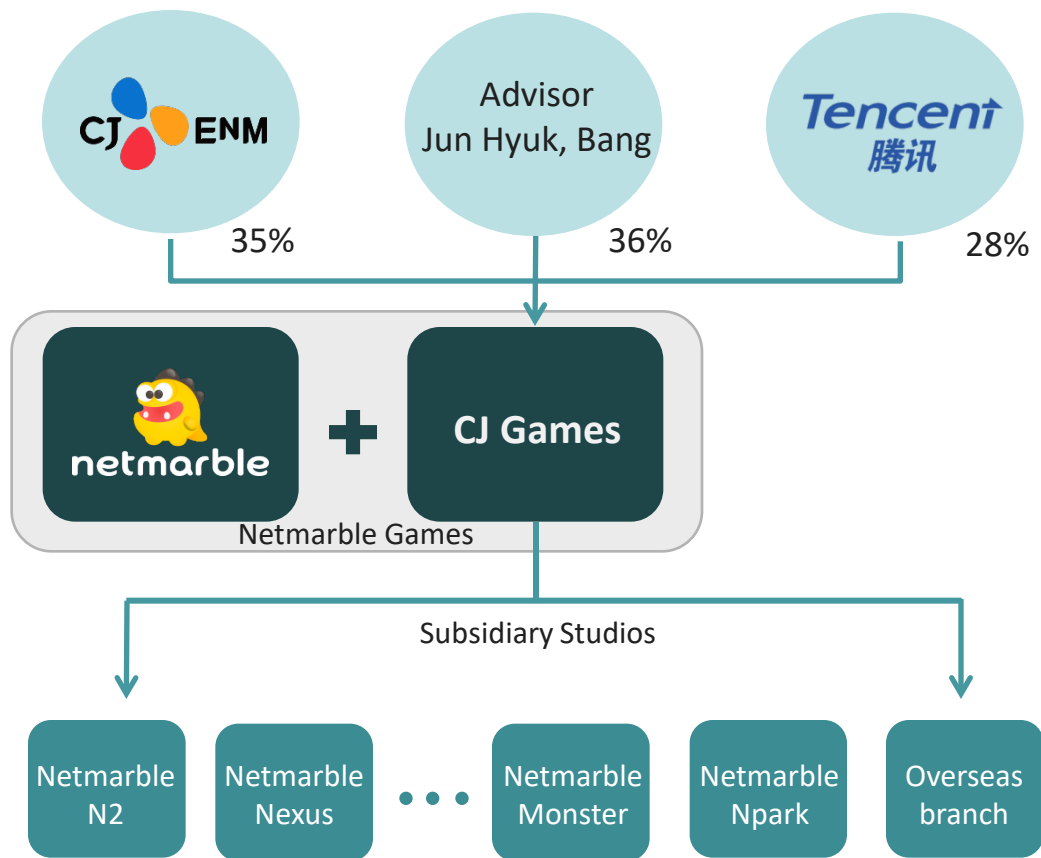 CJ ENM
Advisor
Jun Hyuk, Bang
Tencent
腾讯
35%
36%
28%
netmarble
CJ Games
Netmarble Games
Subsidiary Studios
Netmarble
N2
Netmarble
Nexus
Netmarble
Monster
Netmarble
Npark
Overseas
branch